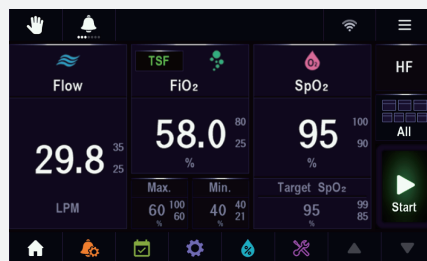 TSF
HF
Flow
FiO₂
SpO₂
O₂
29.8
35
25
LPM
58.0
80
25
%
95
100
90
%
All
Max.
Min.
Target SpO₂
60
100
60
%
40
40
21
%
95
99
85
%
Start
%